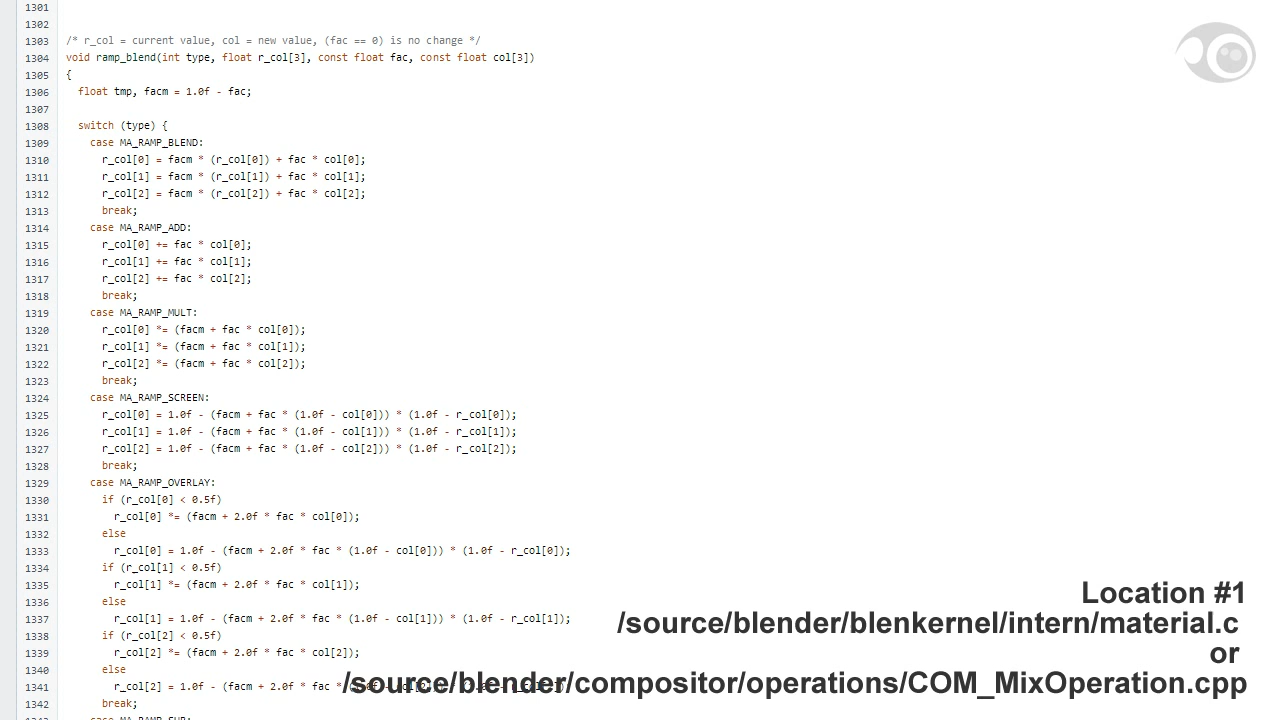 1301
1302
1303 /* r_col = current value, col = new value, (fac == 0) is no change */
1304 void ramp_blend(int type, float r_col[3], const float fac, const float col[3])
1305 {
1306 float tmp, facm = 1.0f - fac;
1307
1308 switch (type) {
1309 case MA_RAMP_BLEND:
1310 r_col[0] = facm * (r_col[0]) + fac * col[0];
1311 r_col[1] = facm * (r_col[1]) + fac * col[1];
1312 r_col[2] = facm * (r_col[2]) + fac * col[2];
1313 break;
1314 case MA_RAMP_ADD:
1315 r_col[0] += fac * col[0];
1316 r_col[1] += fac * col[1];
1317 r_col[2] += fac * col[2];
1318 break;
1319 case MA_RAMP_MULT:
1320 r_col[0] *= (facm + fac * col[0]);
1321 r_col[1] *= (facm + fac * col[1]);
1322 r_col[2] *= (facm + fac * col[2]);
1323 break;
1324 case MA_RAMP_SCREEN:
1325 r_col[0] = 1.0f - (facm + fac * (1.0f - col[0])) * (1.0f - r_col[0]);
1326 r_col[1] = 1.0f - (facm + fac * (1.0f - col[1])) * (1.0f - r_col[1]);
1327 r_col[2] = 1.0f - (facm + fac * (1.0f - col[2])) * (1.0f - r_col[2]);
1328 break;
1329 case MA_RAMP_OVERLAY:
1330 if (r_col[0] < 0.5f)
1331 r_col[0] *= (facm + 2.0f * fac * col[0]);
1332 else
1333 r_col[0] = 1.0f - (facm + 2.0f * fac * (1.0f - col[0])) * (1.0f - r_col[0]);
1334 if (r_col[1] < 0.5f)
1335 r_col[1] *= (facm + 2.0f * fac * col[1]);
1336 else
1337 r_col[1] = 1.0f - (facm + 2.0f * fac * (1.0f - col[1])) * (1.0f - r_col[1]);
1338 if (r_col[2] < 0.5f)
1339 r_col[2] *= (facm + 2.0f * fac * col[2]);
1340 else
1341 r_col[2] = 1.0f - (facm + 2.0f * fac *
1342 break;
Location #1
/source/blender/blenkernel/intern/material.c
or
/source/blender/compositor/operations/COM_MixOperation.cpp